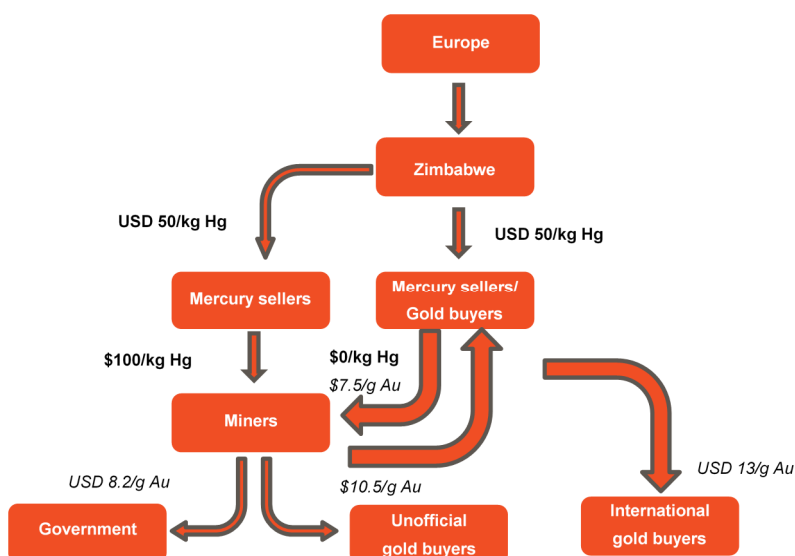 Europe
Zimbabwe
USD 50/kg Hg
USD 50/kg Hg
Mercury sellers
Mercury sellers/
Gold buyers
$100/kg Hg
$0/kg Hg
$7.5/g Au
Miners
USD 8.2/g Au
$10.5/g Au
USD 13/g Au
Government
Unofficial
gold buyers
International
gold buyers